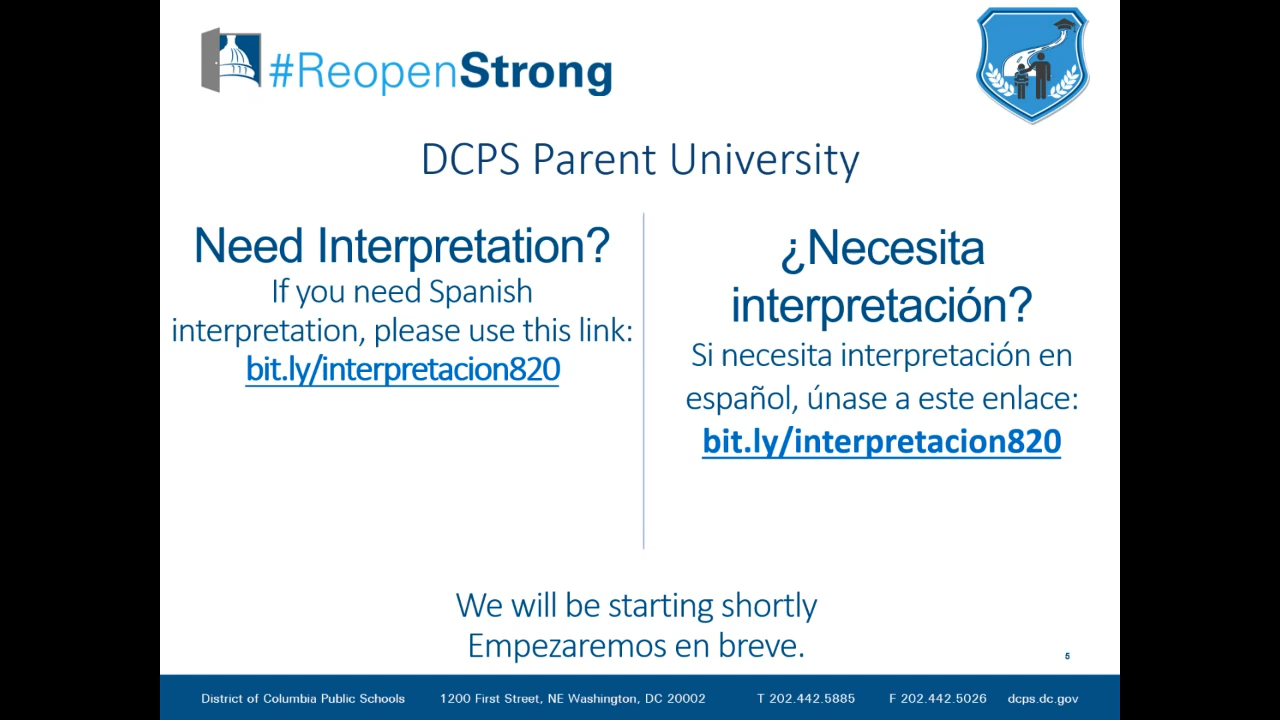 #ReopenStrong
DCPS Parent University
Need Interpretation?
If you need Spanish
interpretation, please use this link:
bit.ly/interpretacion820
¿Necesita
interpretación?
Si necesita interpretación en
español, únase a este enlace:
bit.ly/interpretacion820
We will be starting shortly
Empezaremos en breve.
5
District of Columbia Public Schools 1200 First Street, NE Washington, DC 20002 T 202.442.5885 F 202.442.5026 dcps.dc.gov